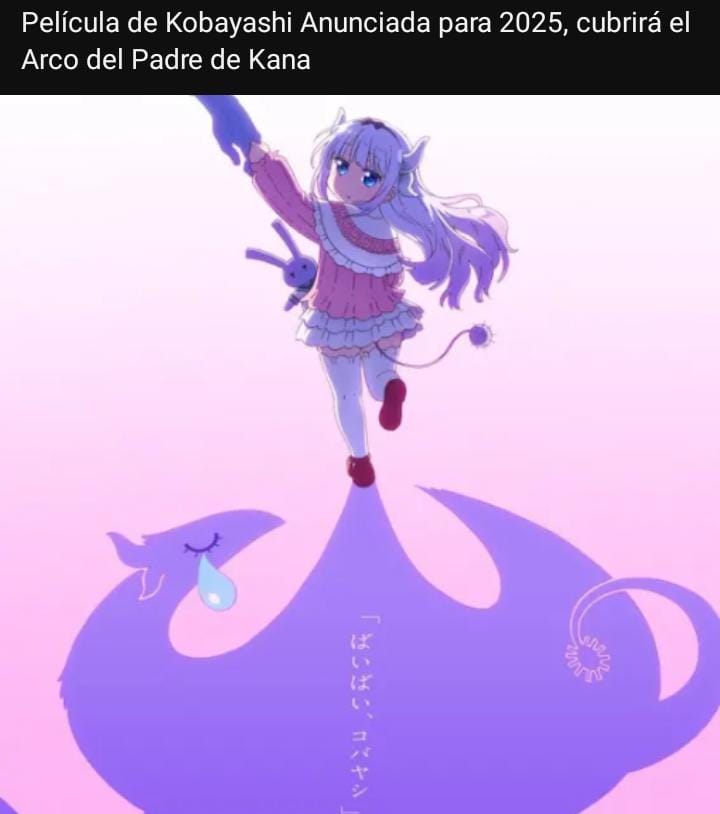 Película de Kobayashi Anunciada para 2025, cubrirá el
Arco del Padre de Kana
「ばいばい、コバヤシ」